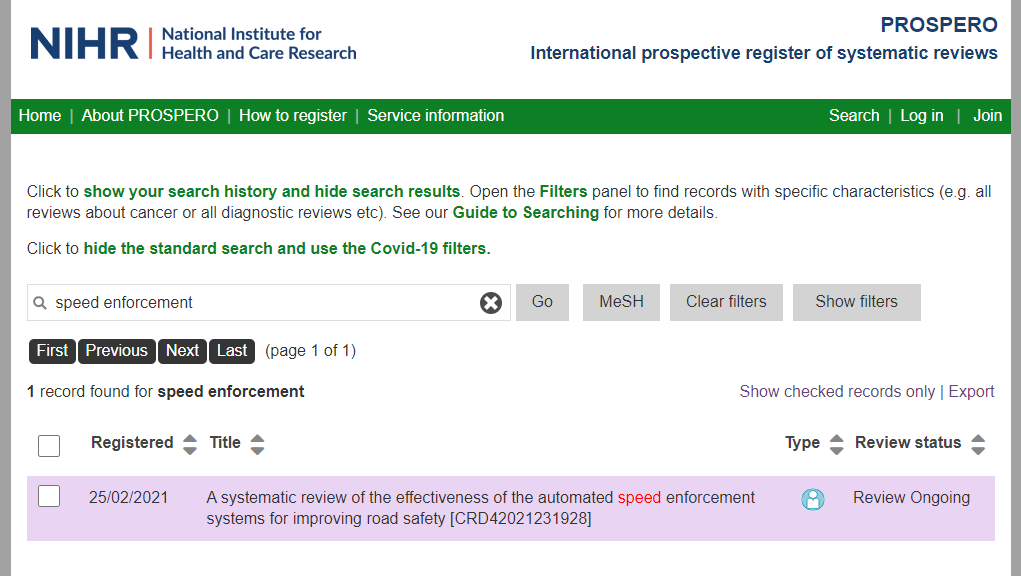 NIHR | National Institute for
Health and Care Research
PROSPERO
International prospective register of systematic reviews
Home | About PROSPERO | How to register | Service information
Search | Log in | Join
Click to show your search history and hide search results. Open the Filters panel to find records with specific characteristics (e.g. all
reviews about cancer or all diagnostic reviews etc). See our Guide to Searching for more details.
Click to hide the standard search and use the Covid-19 filters.
speed enforcement
Go
MeSH
Clear filters
Show filters
First Previous Next Last (page 1 of 1)
1 record found for speed enforcement
Show checked records only | Export
Registered Title Type Review status
25/02/2021
A systematic review of the effectiveness of the automated speed enforcement
systems for improving road safety [CRD42021231928]
Review Ongoing